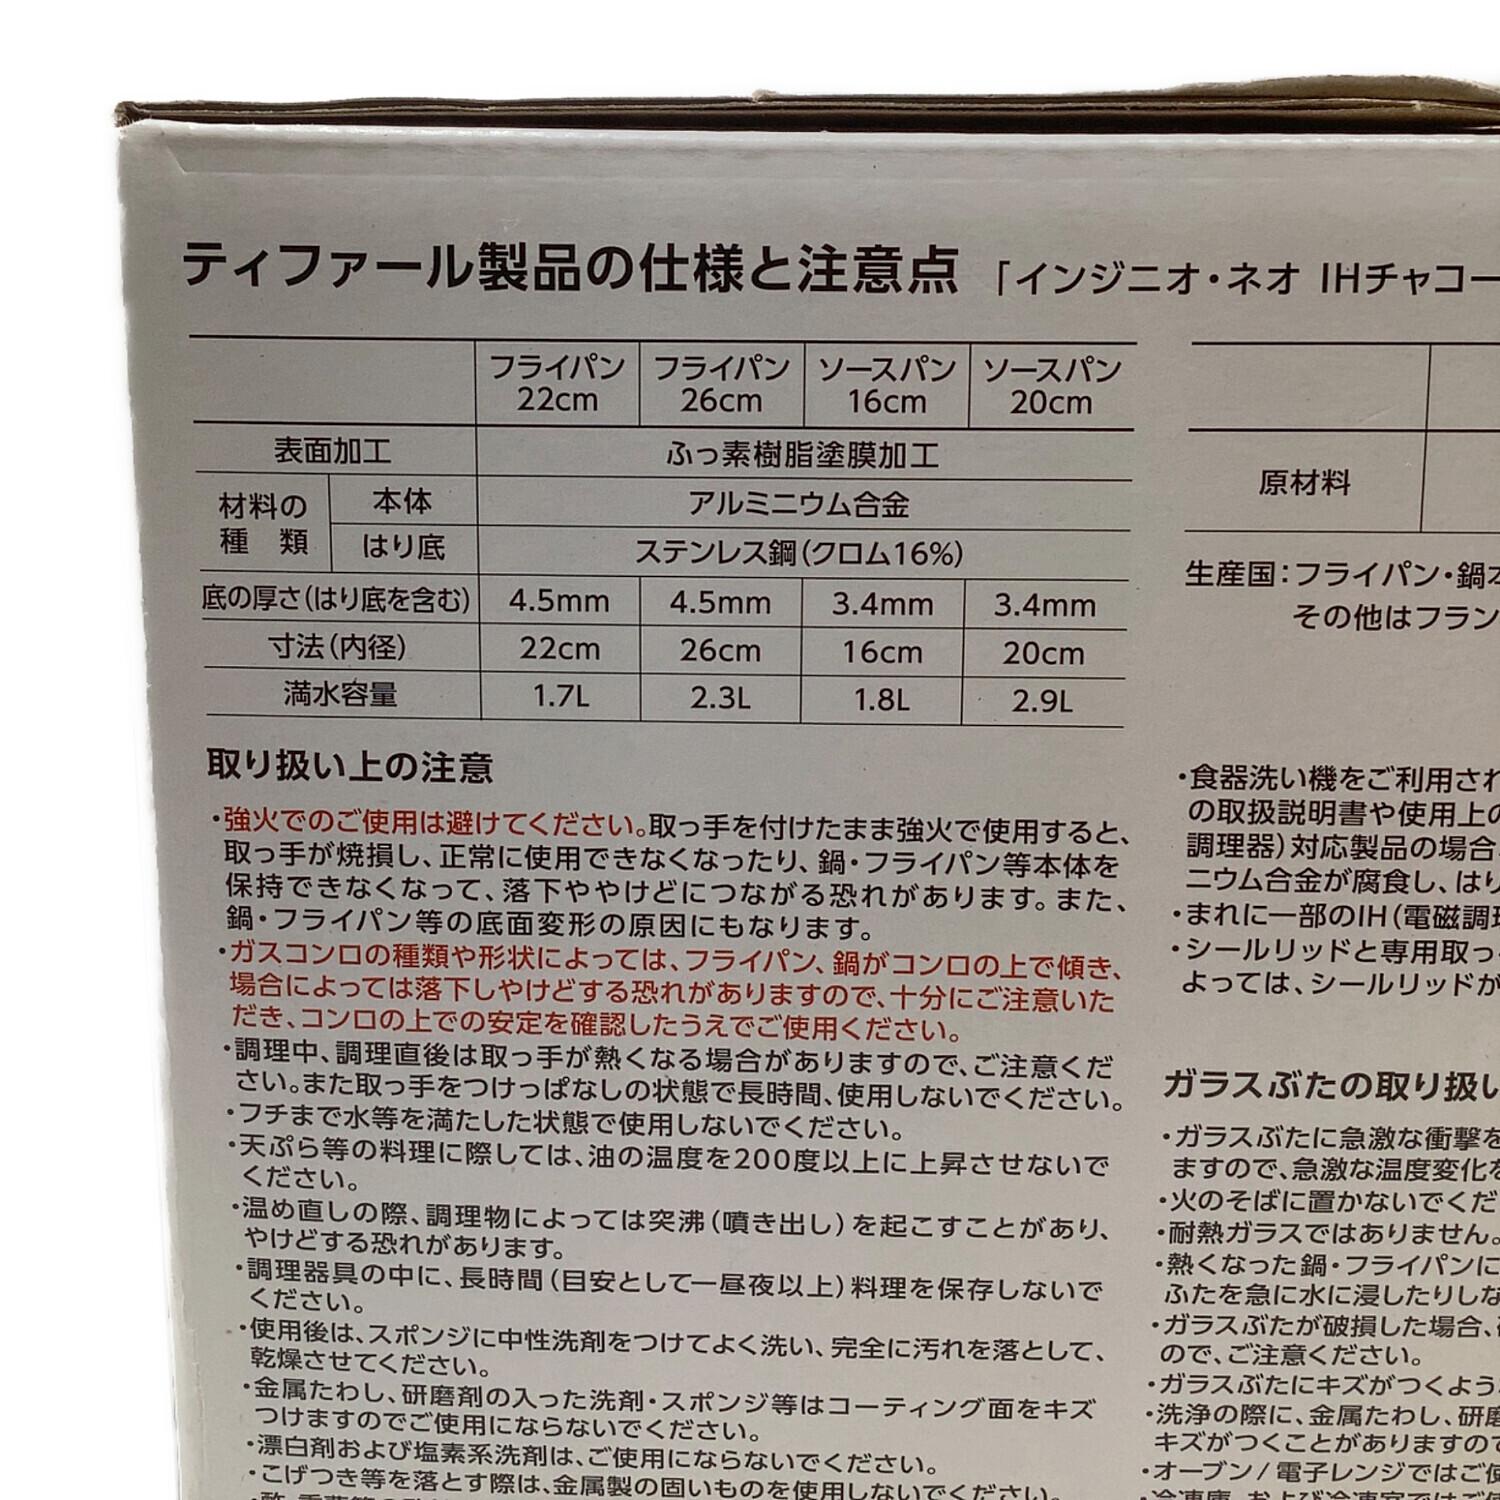 ティファール製品の仕様と注意点 「インジニオ・ネオ IHチャコー
フライパン 22cm フライパン 26cm ソースパン 16cm ソースパン 20cm
表面加工 ふっ素樹脂塗膜加工
材料の種類 本体 アルミニウム合金
はり底 ステンレス鋼(クロム16%)
底の厚さ(はり底を含む) 4.5mm 4.5mm 3.4mm 3.4mm
寸法(内径) 22cm 26cm 16cm 20cm
満水容量 1.7L 2.3L 1.8L 2.9L
取り扱い上の注意
・強火でのご使用は避けてください。取っ手を付けたまま強火で使用すると、
取っ手が焼損し、正常に使用できなくなったり、鍋・フライパン等本体を
保持できなくなって、落下ややけどにつながる恐れがあります。また、
鍋・フライパン等の底面変形の原因にもなります。
・ガスコンロの種類や形状によっては、フライパン、鍋がコンロの上で傾き、
場合によっては落下しやけどする恐れがありますので、十分にご注意いた
だき、コンロの上での安定を確認したうえでご使用ください。
・調理中、調理直後は取っ手が熱くなる場合がありますので、ご注意くだ
さい。また取っ手をつけっぱなしの状態で長時間、使用しないでください。
・フチまで水等を満たした状態で使用しないでください。
・天ぷら等の料理に際しては、油の温度を200度以上に上昇させないで
ください。
・温め直しの際、調理物によっては突沸(噴き出し)を起こすことがあり、
やけどする恐れがあります。
・調理器具の中に、長時間(目安として一昼夜以上)料理を保存しないで
ください。
・使用後は、スポンジに中性洗剤をつけてよく洗い、完全に汚れを落として、
乾燥させてください。
・金属たわし、研磨剤の入った洗剤・スポンジ等はコーティング面をキズ
つけますのでご使用にならないでください。
・漂白剤および塩素系洗剤は、ご使用にならないでください。
・こげつき等を落とす際は、金属製の固いものを使用しないでください。
原材料
生産国：フライパン・鍋本
その他はフラン
・食器洗い機をご利用され
の取扱説明書や使用上の
調理器)対応製品の場合、
ニウム合金が腐食し、はり
・まれに一部のIH(電磁調理
・シールリッドと専用取っ
よっては、シールリッドが
ガラスぶたの取り扱い
・ガラスぶたに急激な衝撃を
ますので、急激な温度変化を
・火のそばに置かないでくだ
・耐熱ガラスではありません。
・熱くなった鍋・フライパンに
ふたを急に水に浸したりしな
・ガラスぶたが破損した場合、
ので、ご注意ください。
・ガラスぶたにキズがつくよう
・洗浄の際に、金属たわし、研磨
キズがつくことがありますので
・オーブン/電子レンジではご使